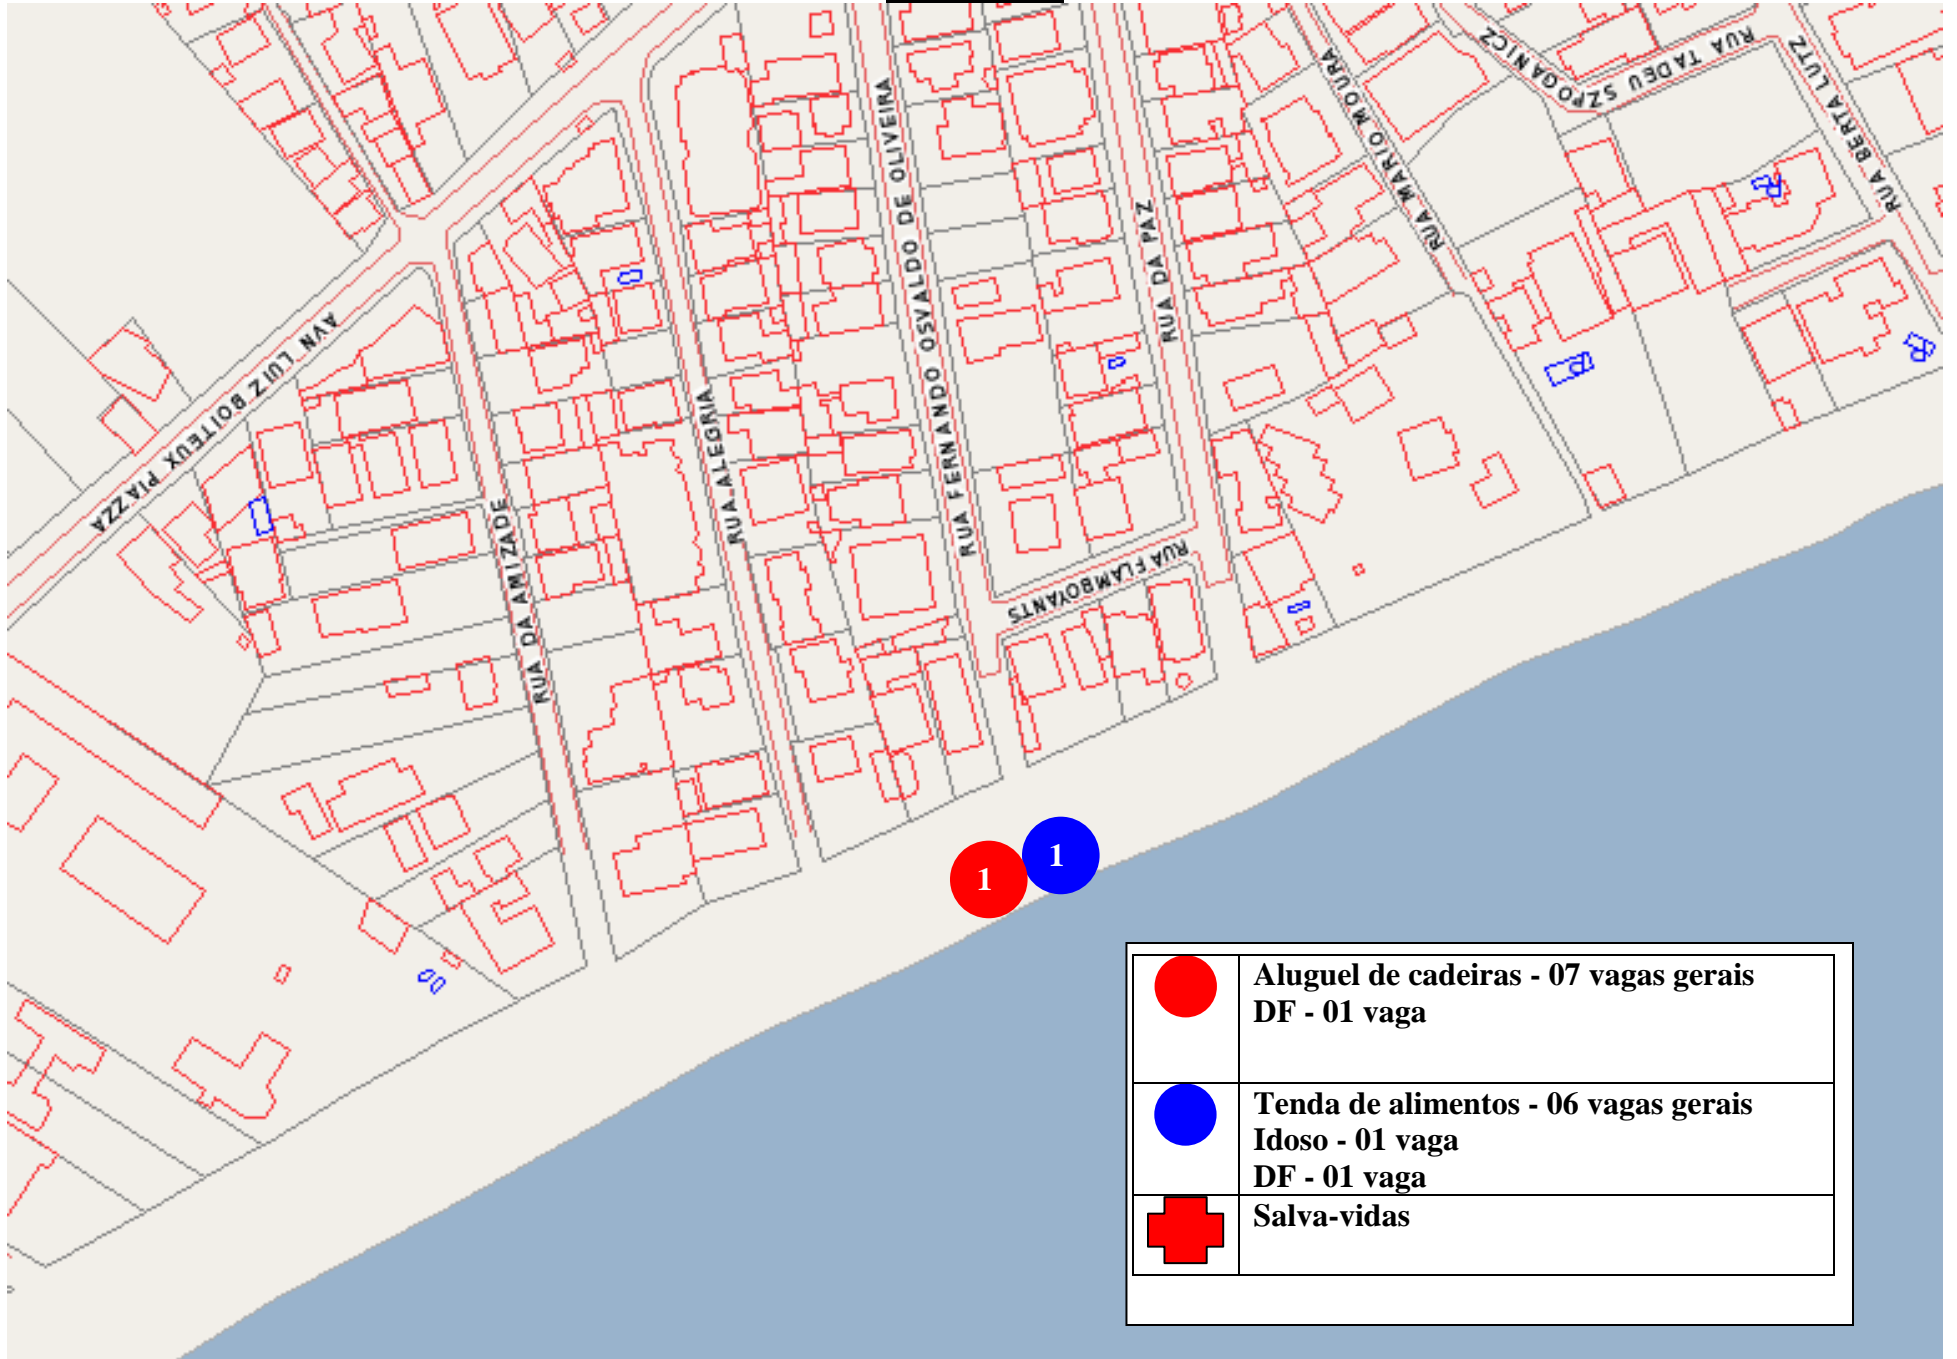 RUA TADEU SZPOGANICZ
RUA BERTA LUTZ
RUA MARIO MOURA
RUA DA PAZ
RUA FERNANDO OSVALDO DE OLIVEIRA
RUA ALEGRIA
AVN LUIZ BOITEUX PIAZZA
RUA DA AMIZADE
RUA FLAMBOYANTS
1
1
Aluguel de cadeiras - 07 vagas gerais
DF - 01 vaga
Tenda de alimentos - 06 vagas gerais
Idoso - 01 vaga
DF - 01 vaga
Salva-vidas